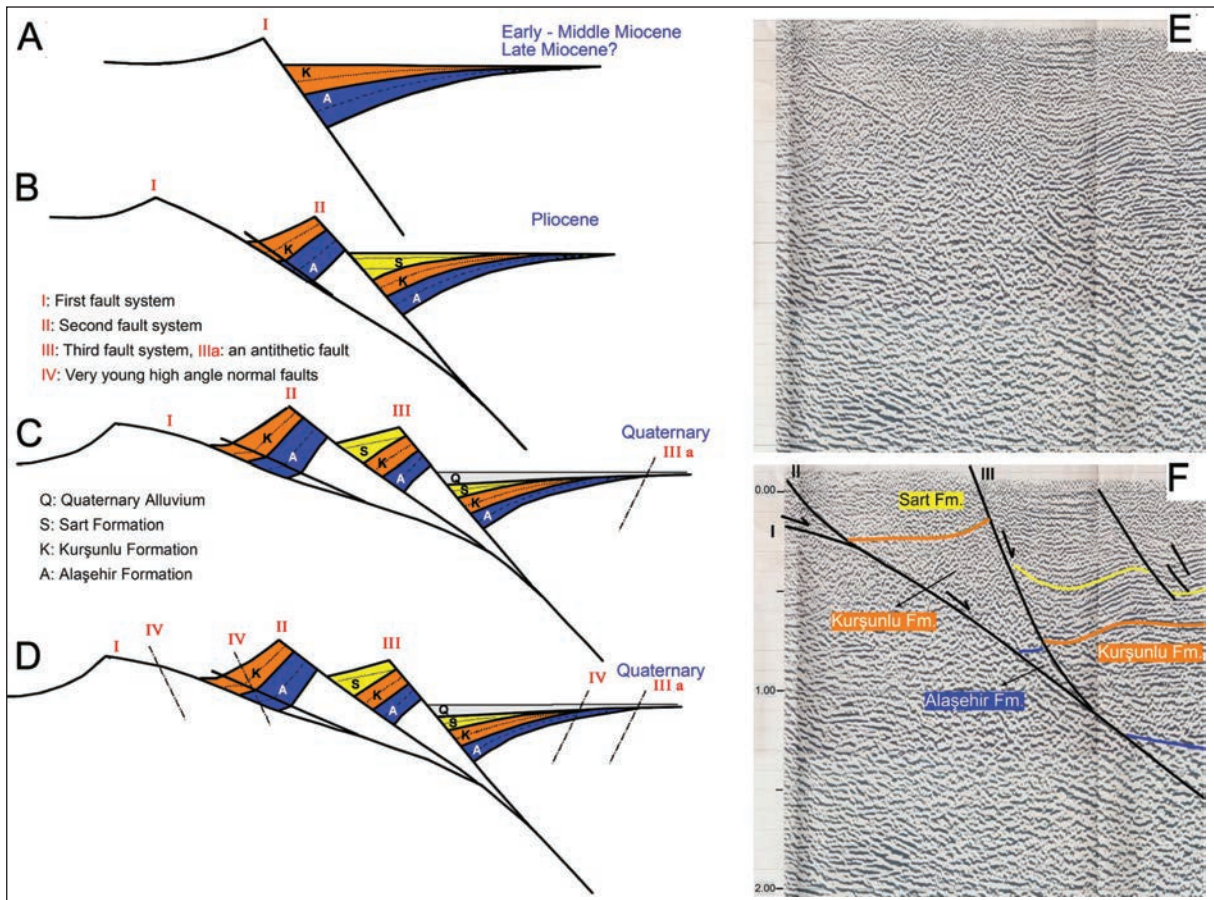 A
I
Early - Middle Miocene
Late Miocene?
K
A
B
I
II
Pliocene
K
A
S
K
A
I: First fault system
II: Second fault system
III: Third fault system, IIIa: an antithetic fault
IV: Very young high angle normal faults
C
I
II
III
Quaternary
III a
K
A
S
K
A
Q
S
K
A
Q: Quaternary Alluvium
S: Sart Formation
K: Kurşunlu Formation
A: Alaşehir Formation
D
I
IV
IV
II
III
Quaternary
IV
III a
K
A
S
K
A
Q
S
K
A
E
F
II
III
0.00
Sart Fm.
I
Kurşunlu Fm.
Kurşunlu Fm.
Alaşehir Fm.
1.00
2.00